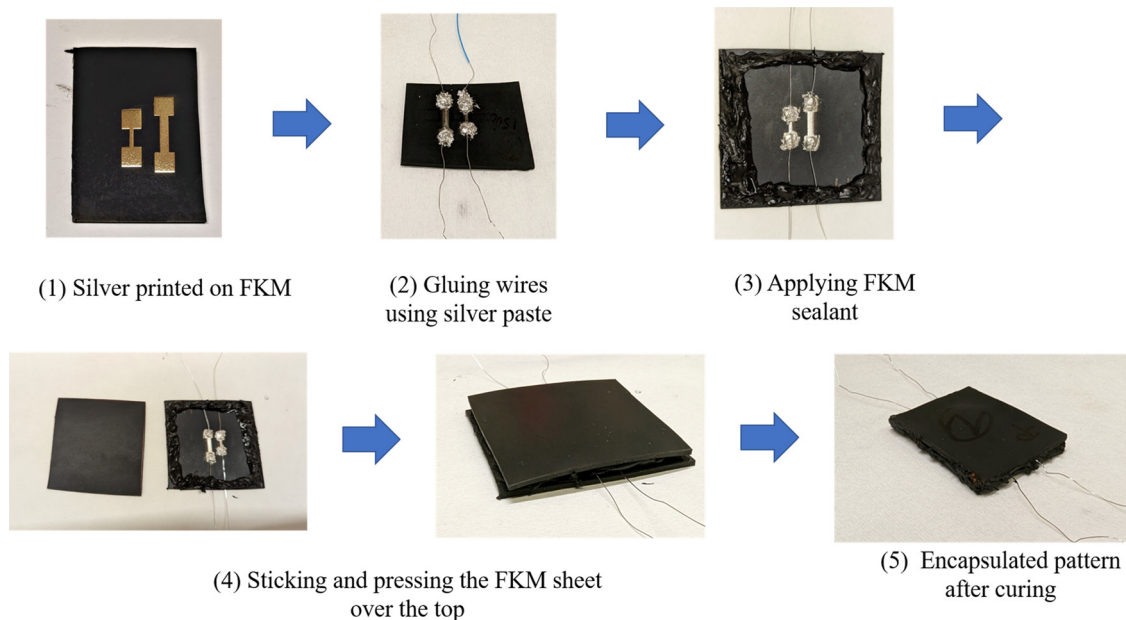 (1) Silver printed on FKM
(2) Gluing wires
using silver paste
(3) Applying FKM
sealant
(4) Sticking and pressing the FKM sheet
over the top
(5) Encapsulated pattern
after curing